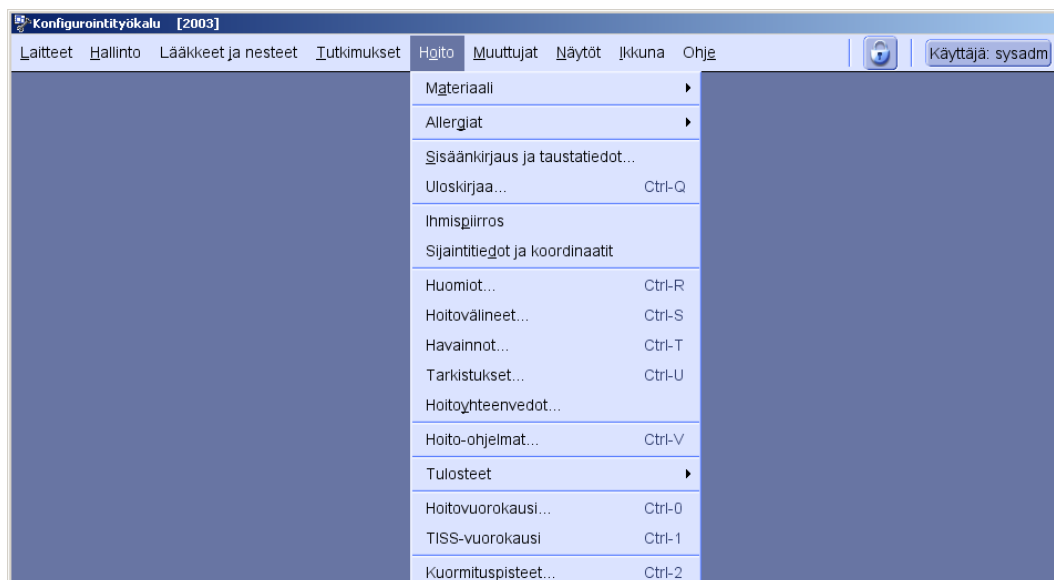 Konfigurointityökalu [2003]
Laitteet Hallinto Lääkkeet ja nesteet Tutkimukset Hoito Muuttujat Näytöt Ikkuna Ohje Käyttäjä: sysadm
Materiaali
Allergiat
Sisäänkirjaus ja taustatiedot...
Uloskirjaa... Ctrl-Q
Ihmispiirros
Sijaintitiedot ja koordinaatit
Huomiot... Ctrl-R
Hoitovälineet... Ctrl-S
Havainnot... Ctrl-T
Tarkistukset... Ctrl-U
Hoitoyhteenvedot...
Hoito-ohjelmat... Ctrl-V
Tulosteet
Hoitovuorokausi... Ctrl-0
TISS-vuorokausi Ctrl-1
Kuormituspisteet... Ctrl-2